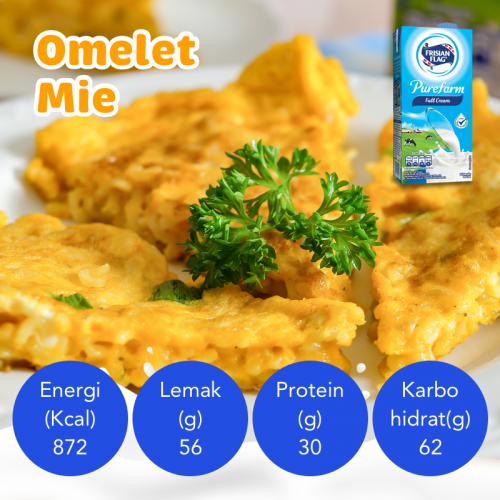 Omelet
Mie
FRISIAN
FLAG
Purefarm
Full Cream
Energi
(Kcal)
872
Lemak
(g)
56
Protein
(g)
30
Karbo
hidrat(g)
62